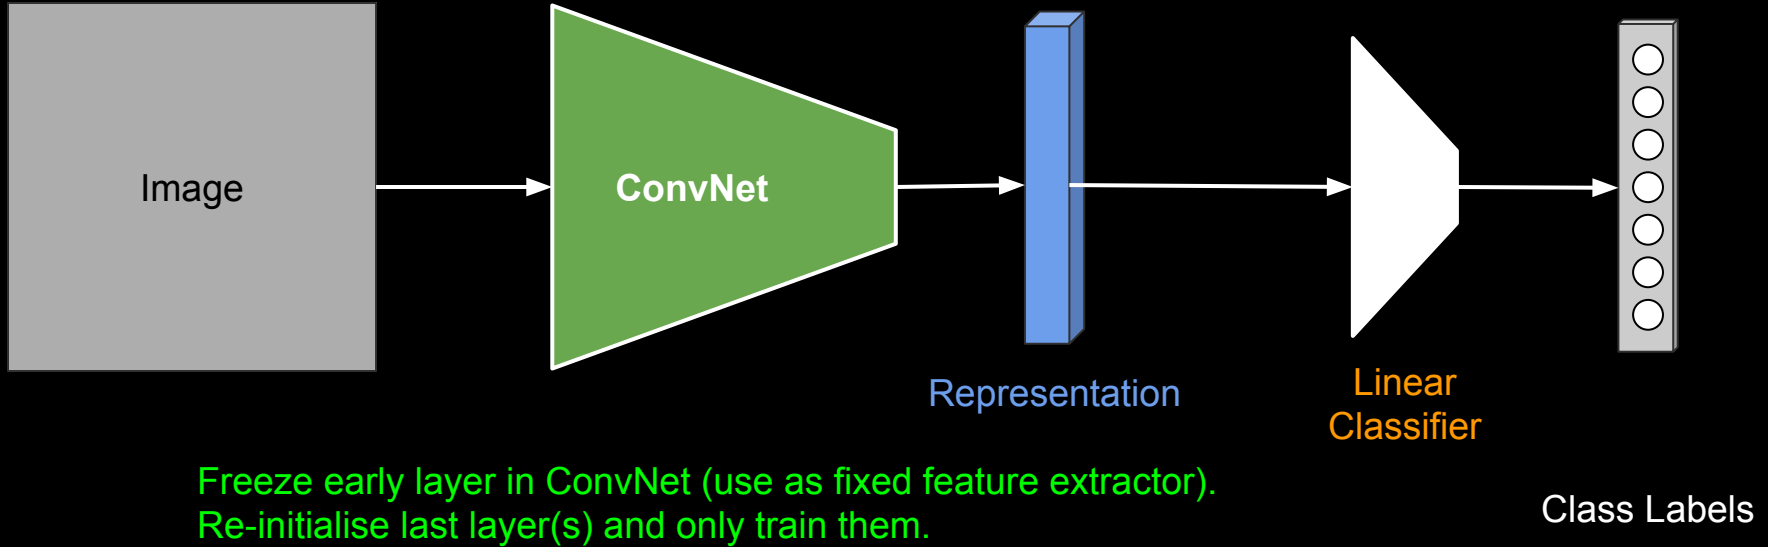 Image
ConvNet
Representation
Linear
Classifier
Freeze early layer in ConvNet (use as fixed feature extractor).
Re-initialise last layer(s) and only train them.
Class Labels